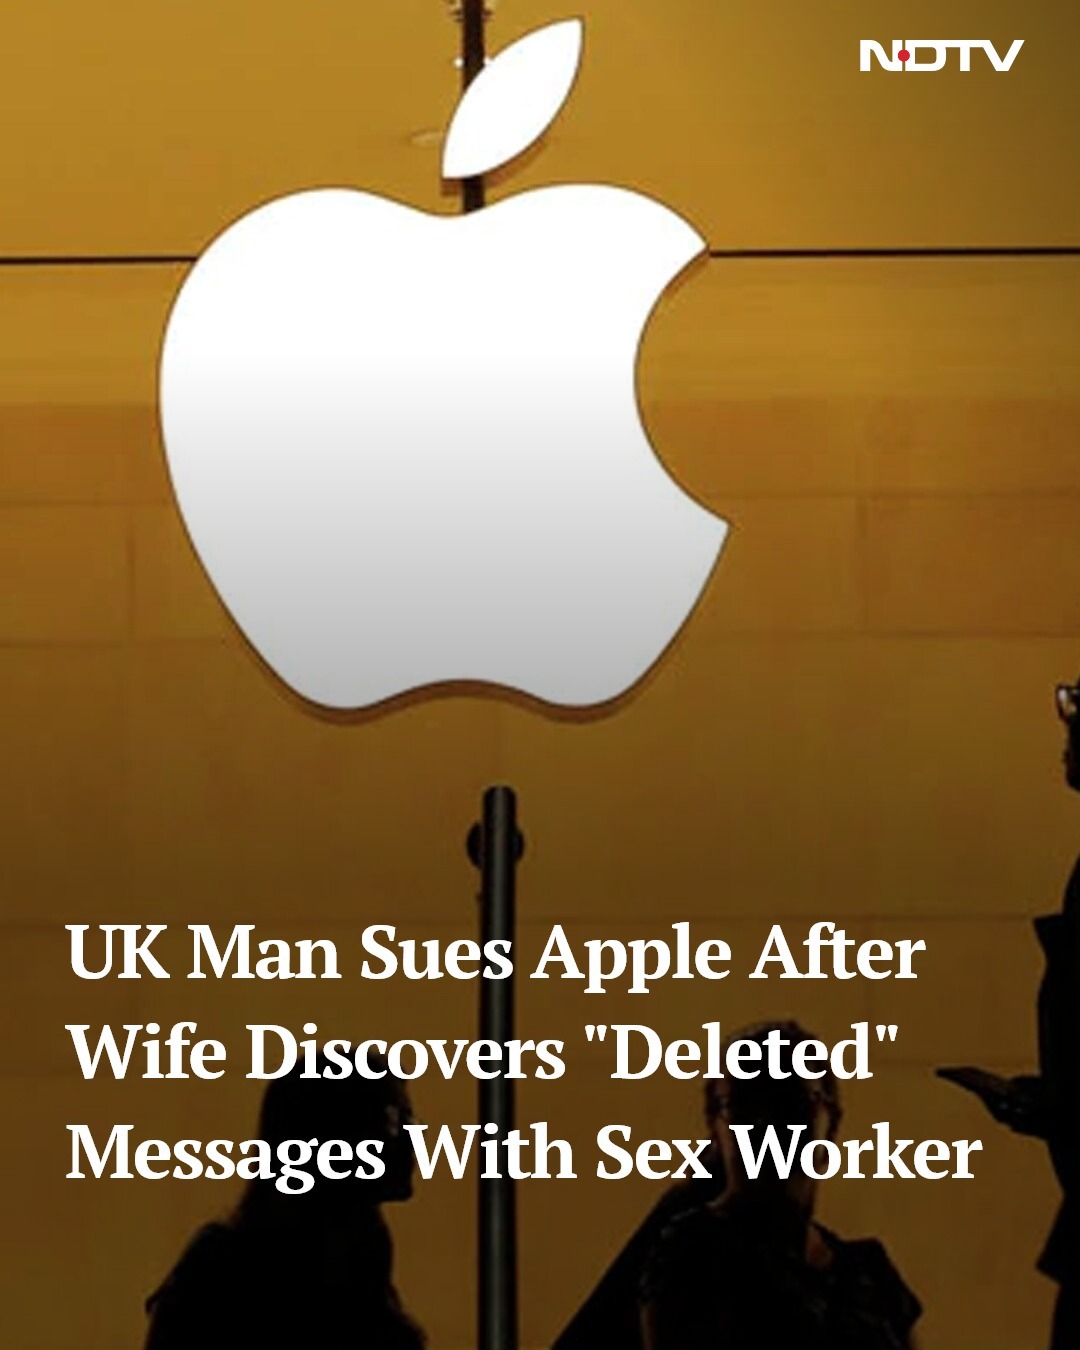 NDTV
UK Man Sues Apple After
Wife Discovers "Deleted"
Messages With Sex Worker